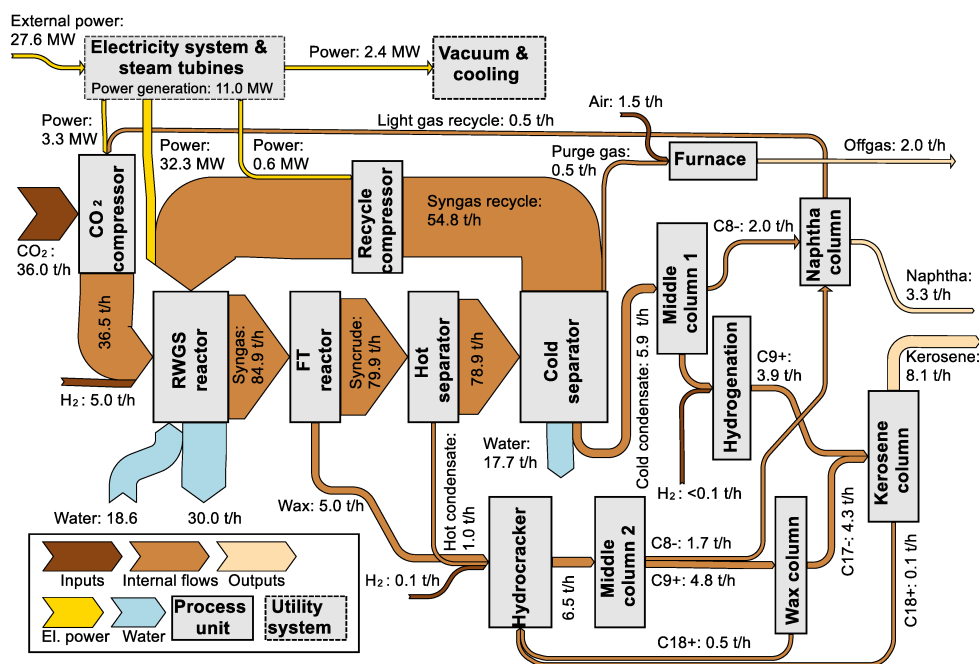 External power:
27.6 MW
Electricity system &
steam tubines
Power generation: 11.0 MW
Power: 2.4 MW
Vacuum &
cooling
Power:
3.3 MW
Power:
32.3 MW
Power:
0.6 MW
Light gas recycle: 0.5 t/h
Air: 1.5 t/h
Purge gas:
0.5 t/h
Furnace
Offgas: 2.0 t/h
CO2
compressor
CO2 :
36.0 t/h
Recycle
compressor
Syngas recycle:
54.8 t/h
C8-: 2.0 t/h
Naphtha
column
Naphtha:
3.3 t/h
Middle
column 1
36.5 t/h
H2: 5.0 t/h
RWGS
reactor
Syngas:
84.9 t/h
FT
reactor
Syncrude:
79.9 t/h
Hot
separator
78.9 t/h
Cold
separator
Cold condensate: 5.9 t/h
Hydrogenation
C9+:
3.9 t/h
Kerosene:
8.1 t/h
Kerosene
column
Water:
17.7 t/h
H2 : <0.1 t/h
Water: 18.6
30.0 t/h
Wax: 5.0 t/h
Hot condensate:
1.0 t/h
H2 : 0.1 t/h
Hydrocracker
6.5 t/h
Middle
column 2
C8-: 1.7 t/h
C9+: 4.8 t/h
Wax column
C17-: 4.3 t/h
C18+: 0.1 t/h
C18+: 0.5 t/h
Inputs
Internal flows
Outputs
El. power
Water
Process
unit
Utility
system